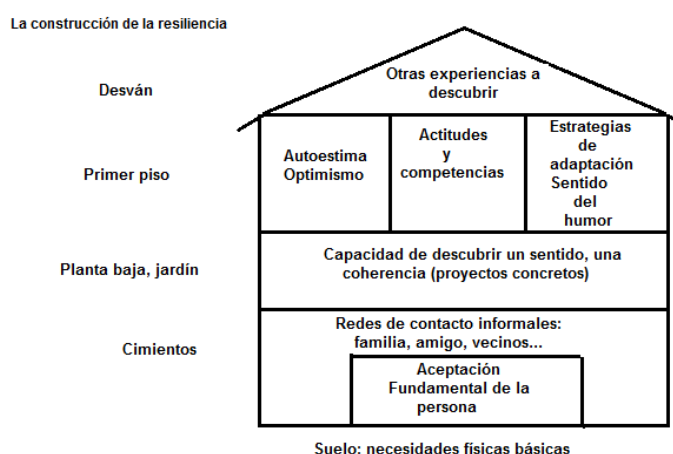 La construcción de la resiliencia
Desván
Otras experiencias a
descubrir
Primer piso
Autoestima
Optimismo
Actitudes
y
competencias
Estrategias
de
adaptación
Sentido
del
humor
Planta baja, jardín
Capacidad de descubrir un sentido, una
coherencia (proyectos concretos)
Cimientos
Redes de contacto informales:
familia, amigo, vecinos...
Aceptación
Fundamental de la
persona
Suelo: necesidades físicas básicas